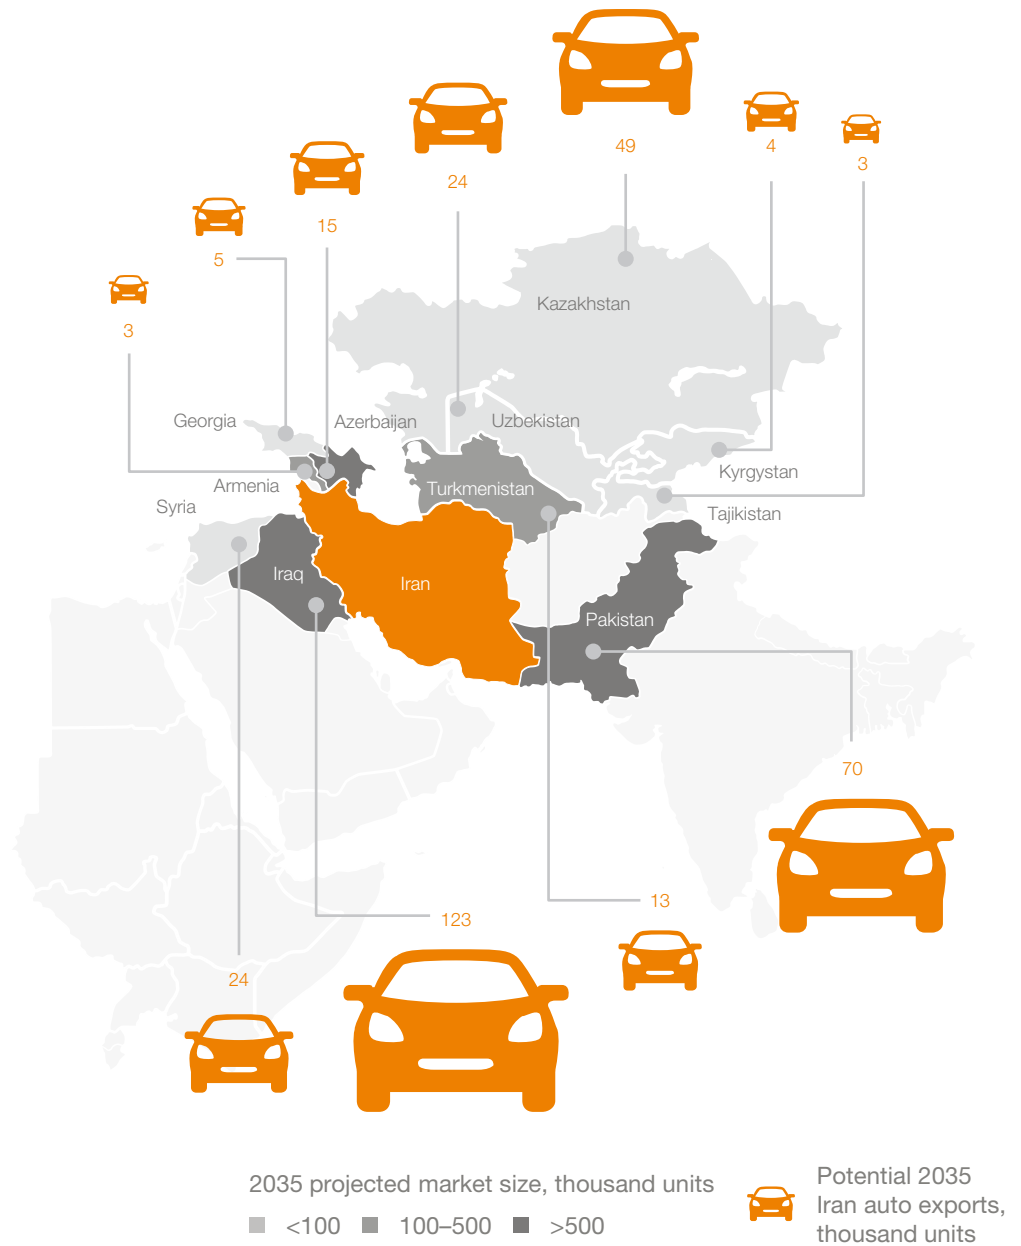 49
4
3
24
15
5
3
Kazakhstan
Georgia
Azerbaijan
Uzbekistan
Kyrgystan
Armenia
Turkmenistan
Syria
Tajikistan
Iraq
Iran
Pakistan
70
13
123
24
2035 projected market size, thousand units
<100 100–500 >500
Potential 2035
Iran auto exports,
thousand units